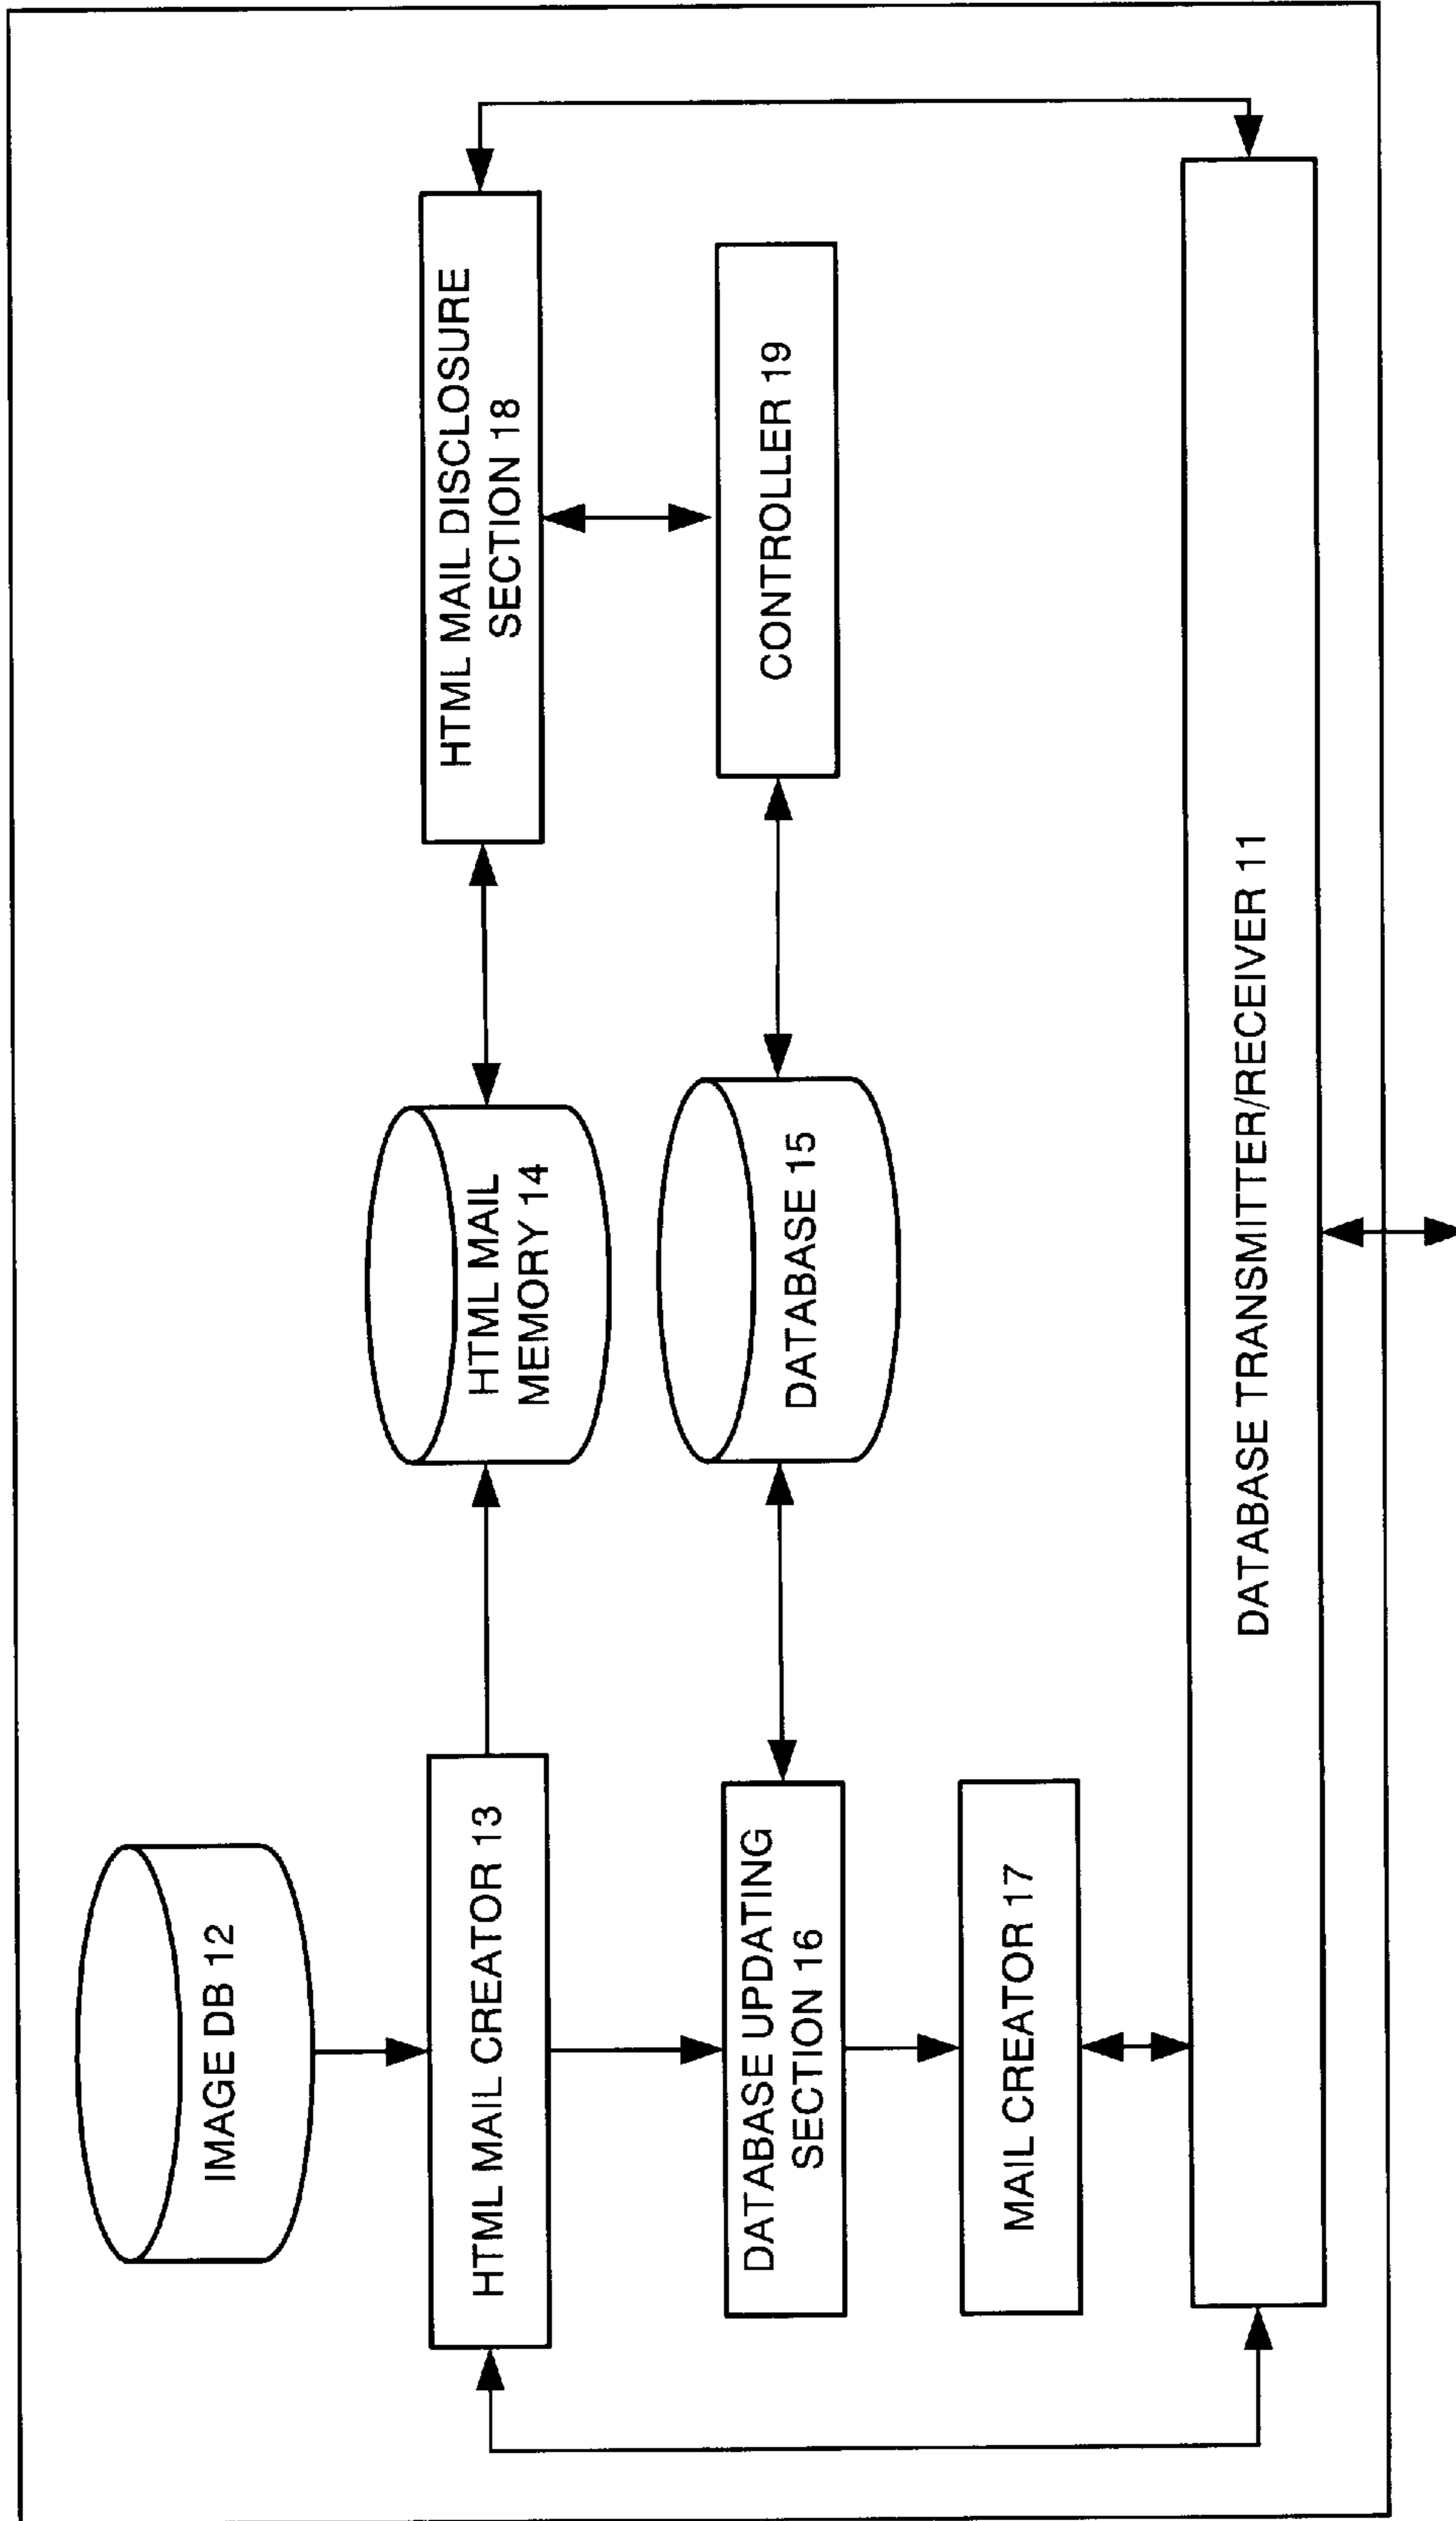 IMAGE DB 12
HTML MAIL CREATOR 13
HTML MAIL
MEMORY 14
HTML MAIL DISCLOSURE
SECTION 18
DATABASE UPDATING
SECTION 16
DATABASE 15
CONTROLLER 19
MAIL CREATOR 17
DATABASE TRANSMITTER/RECEIVER 11